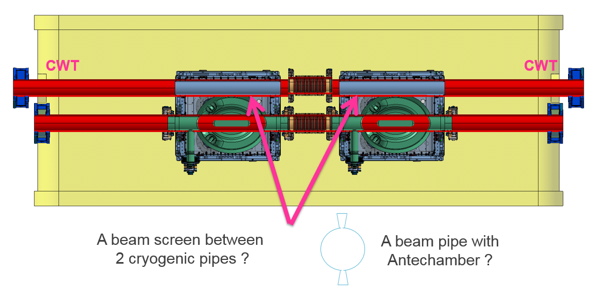 CWT
CWT
A beam screen between
2 cryogenic pipes ?
A beam pipe with
Antechamber ?